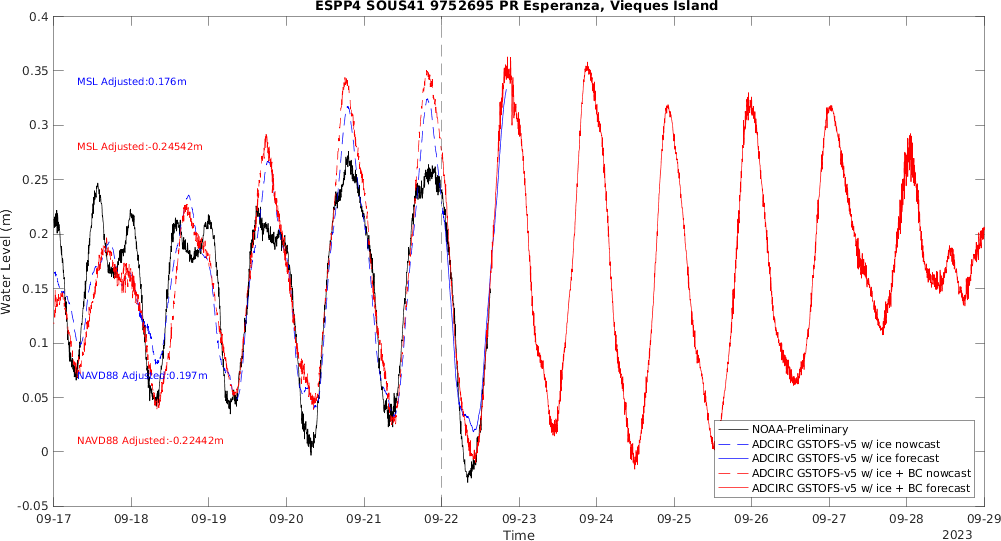 ESPP4 SOUS41 9752695 PR Esperanza, Vieques Island
0.4
0.35
0.3
0.25
0.2
0.15
0.1
0.05
0
-0.05
Water Level (m)
MSL Adjusted:0.176m
MSL Adjusted:-0.24542m
NAVD88 Adjusted:0.197m
NAVD88 Adjusted:-0.22442m
NOAA-Preliminary
ADCIRC GSTOFS-v5 w/ ice nowcast
ADCIRC GSTOFS-v5 w/ ice forecast
ADCIRC GSTOFS-v5 w/ ice + BC nowcast
ADCIRC GSTOFS-v5 w/ ice + BC forecast
09-17 09-18 09-19 09-20 09-21 09-22 09-23 09-24 09-25 09-26 09-27 09-28 09-29
Time
2023